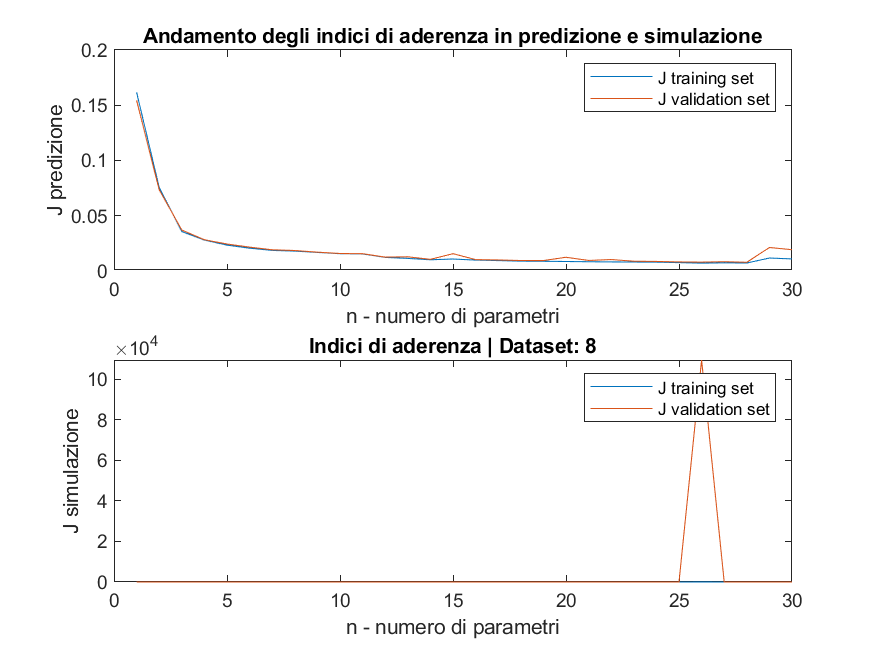 Andamento degli indici di aderenza in predizione e simulazione
0.2
0.15
0.1
0.05
0
J predizione
J training set
J validation set
0 5 10 15 20 25 30
n - numero di parametri
×10⁴
Indici di aderenza | Dataset: 8
10
8
6
4
2
0
J simulazione
J training set
J validation set
0 5 10 15 20 25 30
n - numero di parametri